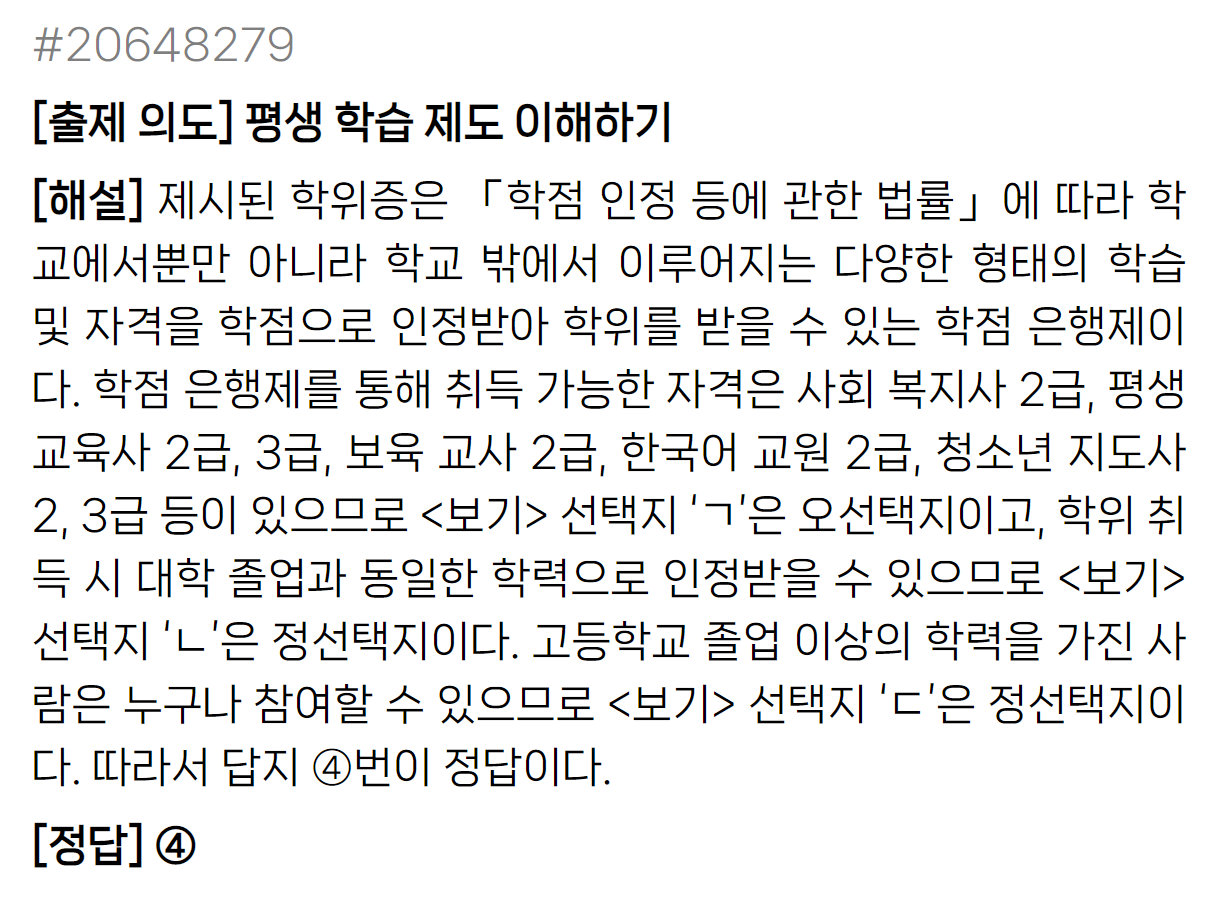 #20648279
[출제 의도] 평생 학습 제도 이해하기
[해설] 제시된 학위증은 「학점 인정 등에 관한 법률」에 따라 학
교에서뿐만 아니라 학교 밖에서 이루어지는 다양한 형태의 학습
및 자격을 학점으로 인정받아 학위를 받을 수 있는 학점 은행제이
다. 학점 은행제를 통해 취득 가능한 자격은 사회 복지사 2급, 평생
교육사 2급, 3급, 보육 교사 2급, 한국어 교원 2급, 청소년 지도사
2, 3급 등이 있으므로 <보기> 선택지 ‘ㄱ’은 오선택지이고, 학위 취
득 시 대학 졸업과 동일한 학력으로 인정받을 수 있으므로 <보기>
선택지 ‘ㄴ’은 정선택지이다. 고등학교 졸업 이상의 학력을 가진 사
람은 누구나 참여할 수 있으므로 <보기> 선택지 ‘ㄷ’은 정선택지이
다. 따라서 답지 ④번이 정답이다.
[정답] ④